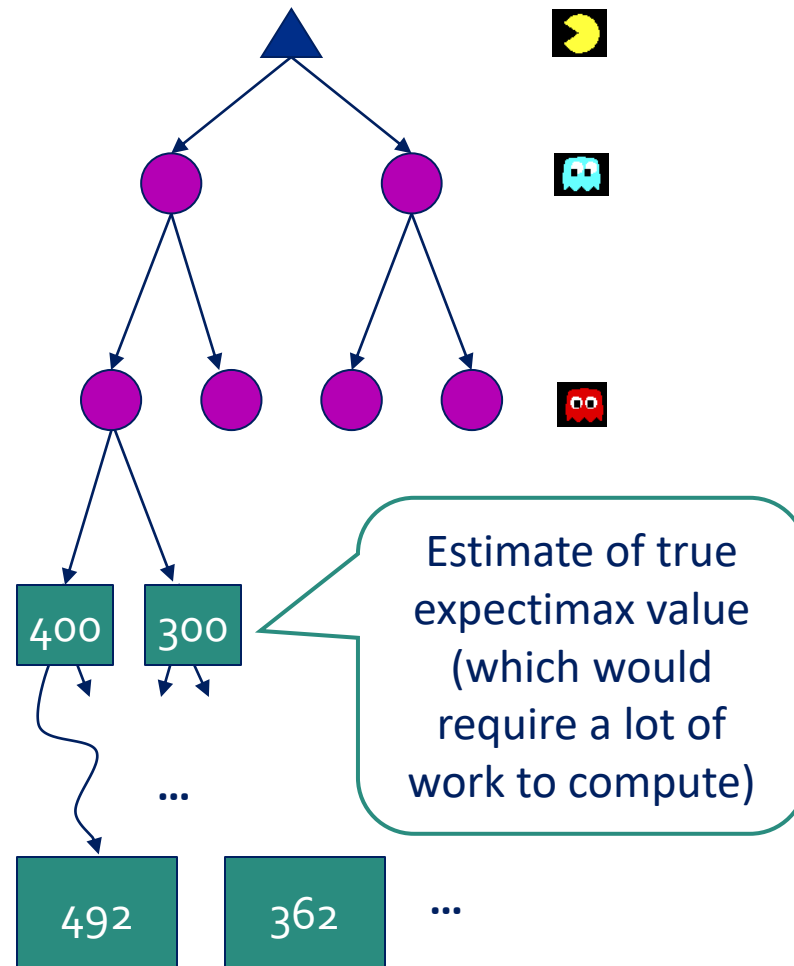 400 300
Estimate of true
expectimax value
(which would
require a lot of
work to compute)
...
492 362 ...